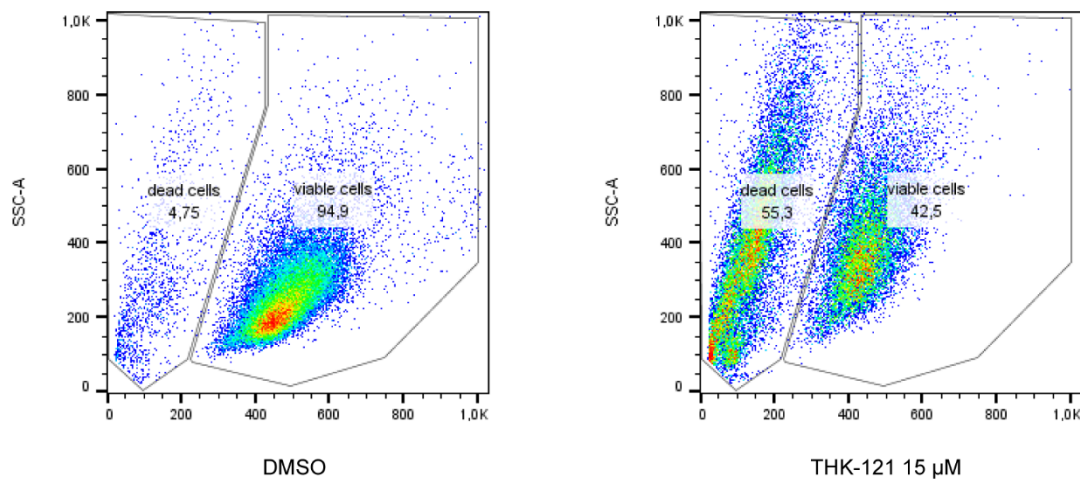 1,0K
800
600
400
200
0
SSC-A
dead cells
4,75
viable cells
94,9
0 200 400 600 800 1,0K
DMSO
1,0K
800
600
400
200
0
SSC-A
dead cells
55,3
viable cells
42,5
0 200 400 600 800 1,0K
THK-121 15 µM